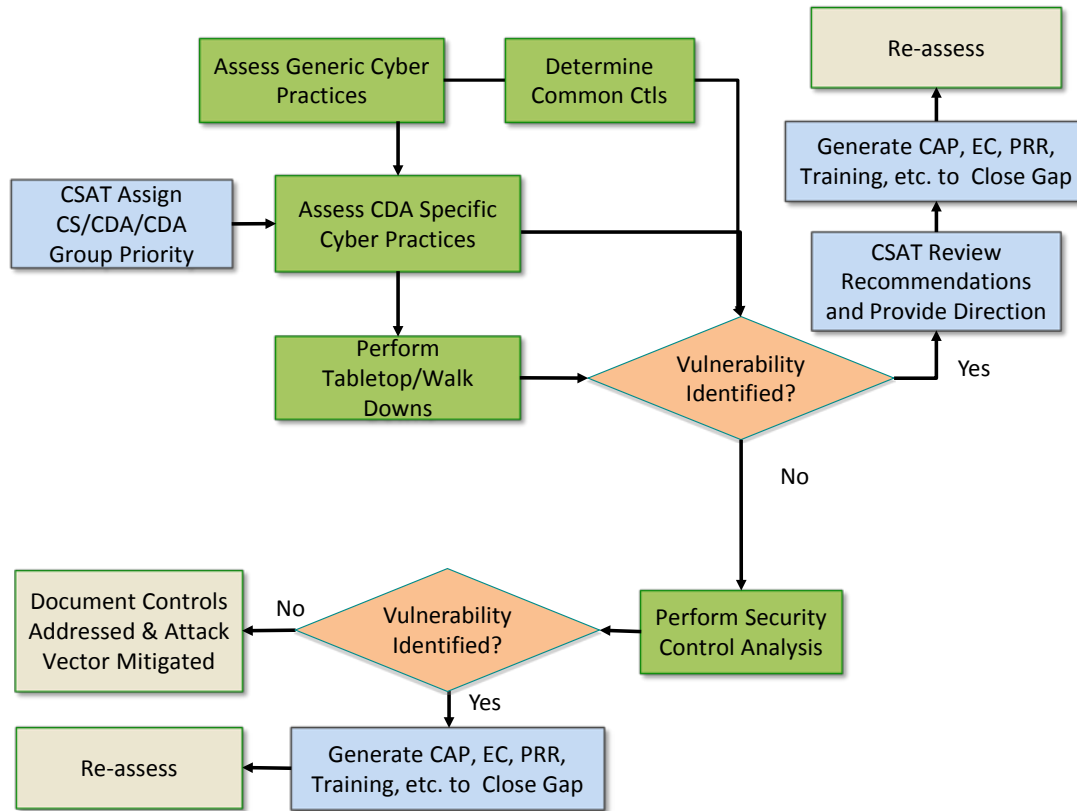 Assess Generic Cyber
Practices
Determine
Common Ctls
Re-assess
Generate CAP, EC, PRR,
Training, etc. to  Close Gap
CSAT Assign
CS/CDA/CDA
Group Priority
Assess CDA Specific
Cyber Practices
CSAT Review
Recommendations
and Provide Direction
Perform
Tabletop/Walk
Downs
Vulnerability
Identified?
Yes
No
Document Controls
Addressed & Attack
Vector Mitigated
No
Vulnerability
Identified?
Perform Security
Control Analysis
Yes
Re-assess
Generate CAP, EC, PRR,
Training, etc. to  Close Gap